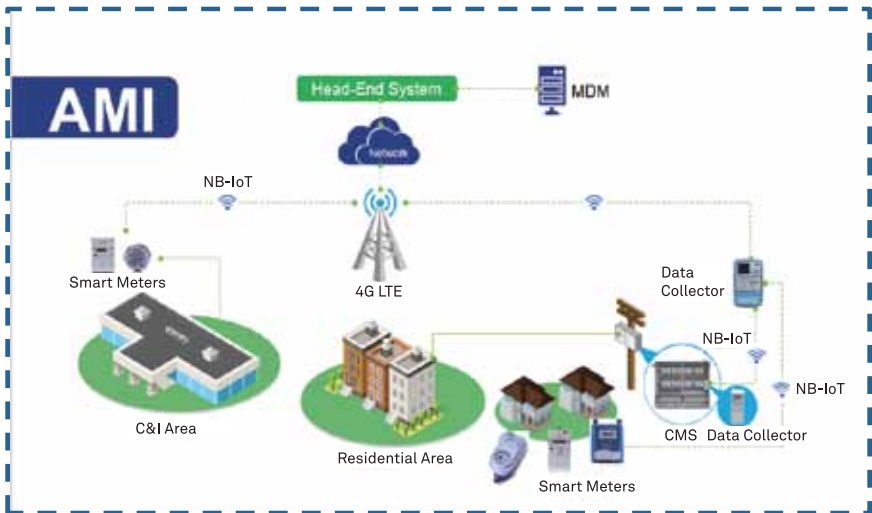 AMI
Head-End System
MDM
Network
NB-IoT
Smart Meters
4G LTE
Data
Collector
NB-IoT
NB-IoT
C&I Area
Residential Area
CMS
Data Collector
Smart Meters